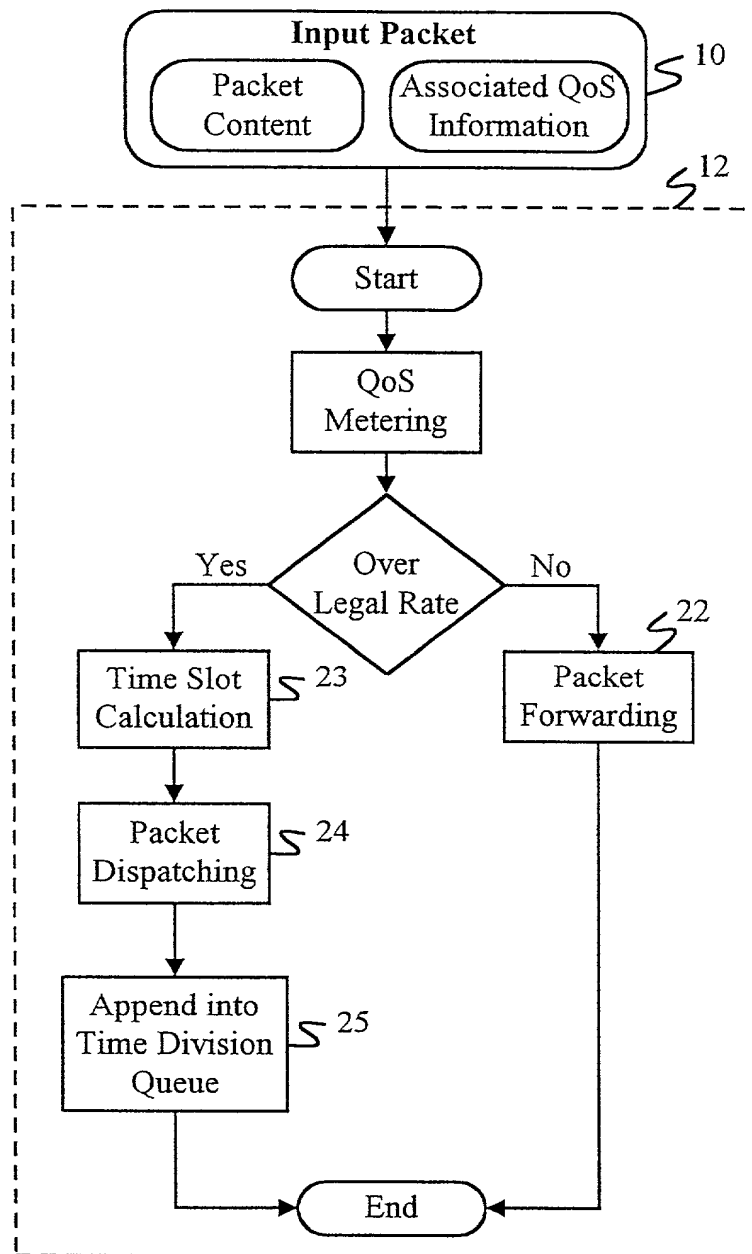 Input Packet
10
Packet
Content
Associated QoS
Information
12
Start
QoS
Metering
Over
Legal Rate
Yes
No
22
Time Slot
Calculation
23
Packet
Forwarding
Packet
Dispatching
24
Append into
Time Division
Queue
25
End